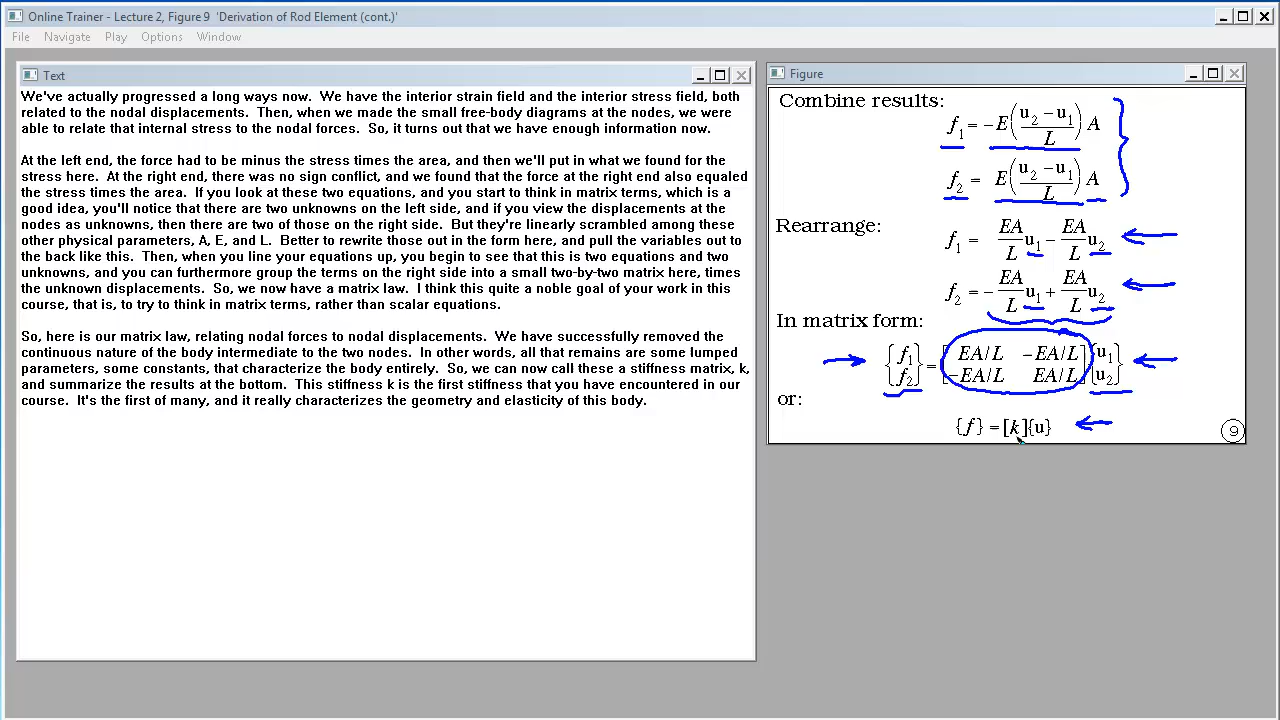 Online Trainer - Lecture 2, Figure 9 'Derivation of Rod Element (cont.)'
File Navigate Play Options Window
Text
We've actually progressed a long ways now. We have the interior strain field and the interior stress field, both
related to the nodal displacements. Then, when we made the small free-body diagrams at the nodes, we were
able to relate that internal stress to the nodal forces. So, it turns out that we have enough information now.
At the left end, the force had to be minus the stress times the area, and then we'll put in what we found for the
stress here. At the right end, there was no sign conflict, and we found that the force at the right end also equaled
the stress times the area. If you look at these two equations, and you start to think in matrix terms, which is a
good idea, you'll notice that there are two unknowns on the left side, and if you view the displacements at the
nodes as unknowns, then there are two of those on the right side. But they're linearly scrambled among these
other physical parameters, A, E, and L. Better to rewrite those out in the form here, and pull the variables out to
the back like this. Then, when you line your equations up, you begin to see that this is two equations and two
unknowns, and you can furthermore group the terms on the right side into a small two-by-two matrix here, times
the unknown displacements. So, we now have a matrix law. I think this quite a noble goal of your work in this
course, that is, to try to think in matrix terms, rather than scalar equations.
So, here is our matrix law, relating nodal forces to nodal displacements. We have successfully removed the
continuous nature of the body intermediate to the two nodes. In other words, all that remains are some lumped
parameters, some constants, that characterize the body entirely. So, we can now call these a stiffness matrix, k,
and summarize the results at the bottom. This stiffness k is the first stiffness that you have encountered in our
course. It's the first of many, and it really characterizes the geometry and elasticity of this body.
Figure
Combine results:
f₁ = -E((u₂ - u₁)/L) A
f₂ = E((u₂ - u₁)/L) A
Rearrange:
f₁ = EA/L u₁ - EA/L u₂
f₂ = - EA/L u₁ + EA/L u₂
In matrix form:
{f₁} = [EA/L -EA/L] {u₁}
{f₂} [-EA/L EA/L] {u₂}
or:
{f} = [k]{u}
9